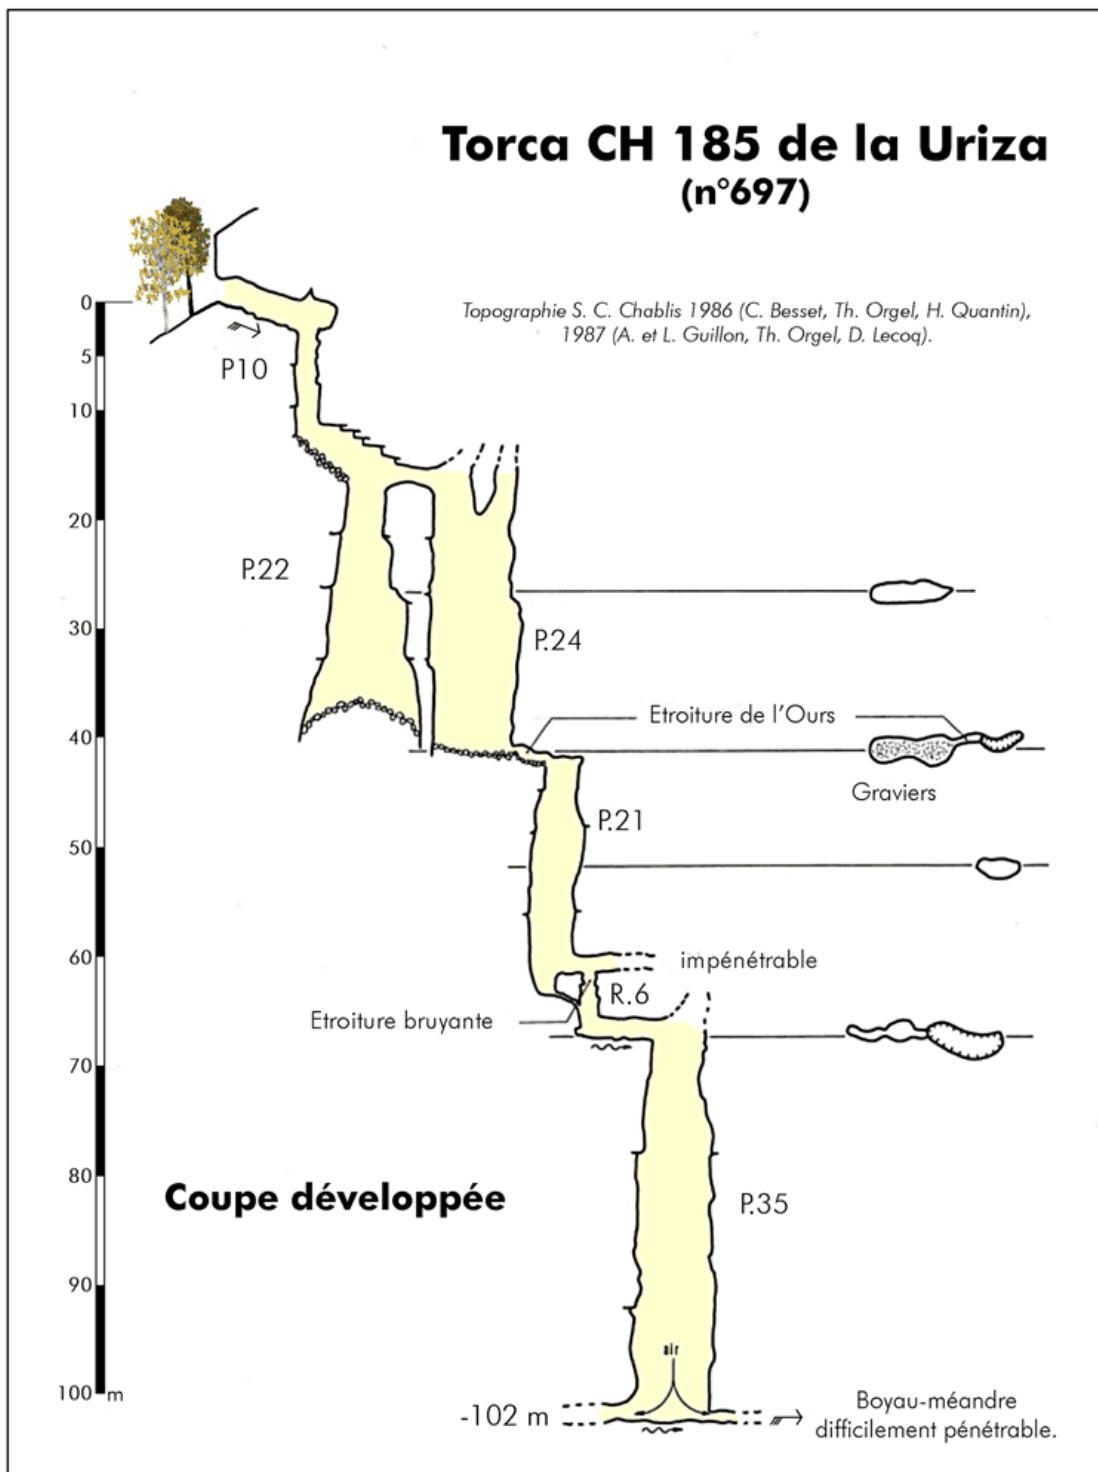 Torca CH 185 de la Uriza
(n°697)
Topographie S. C. Chablis 1986 (C. Besset, Th. Orgel, H. Quantin),
1987 (A. et L. Guillon, Th. Orgel, D. Lecoq).
0
5
P10
10
20
P.22
30
P.24
Etroiture de l'Ours
40
Graviers
P.21
50
60
impénétrable
R.6
Etroiture bruyante
70
80
Coupe développée
P.35
90
air
100 m
-102 m
Boyau-méandre
difficilement pénétrable.